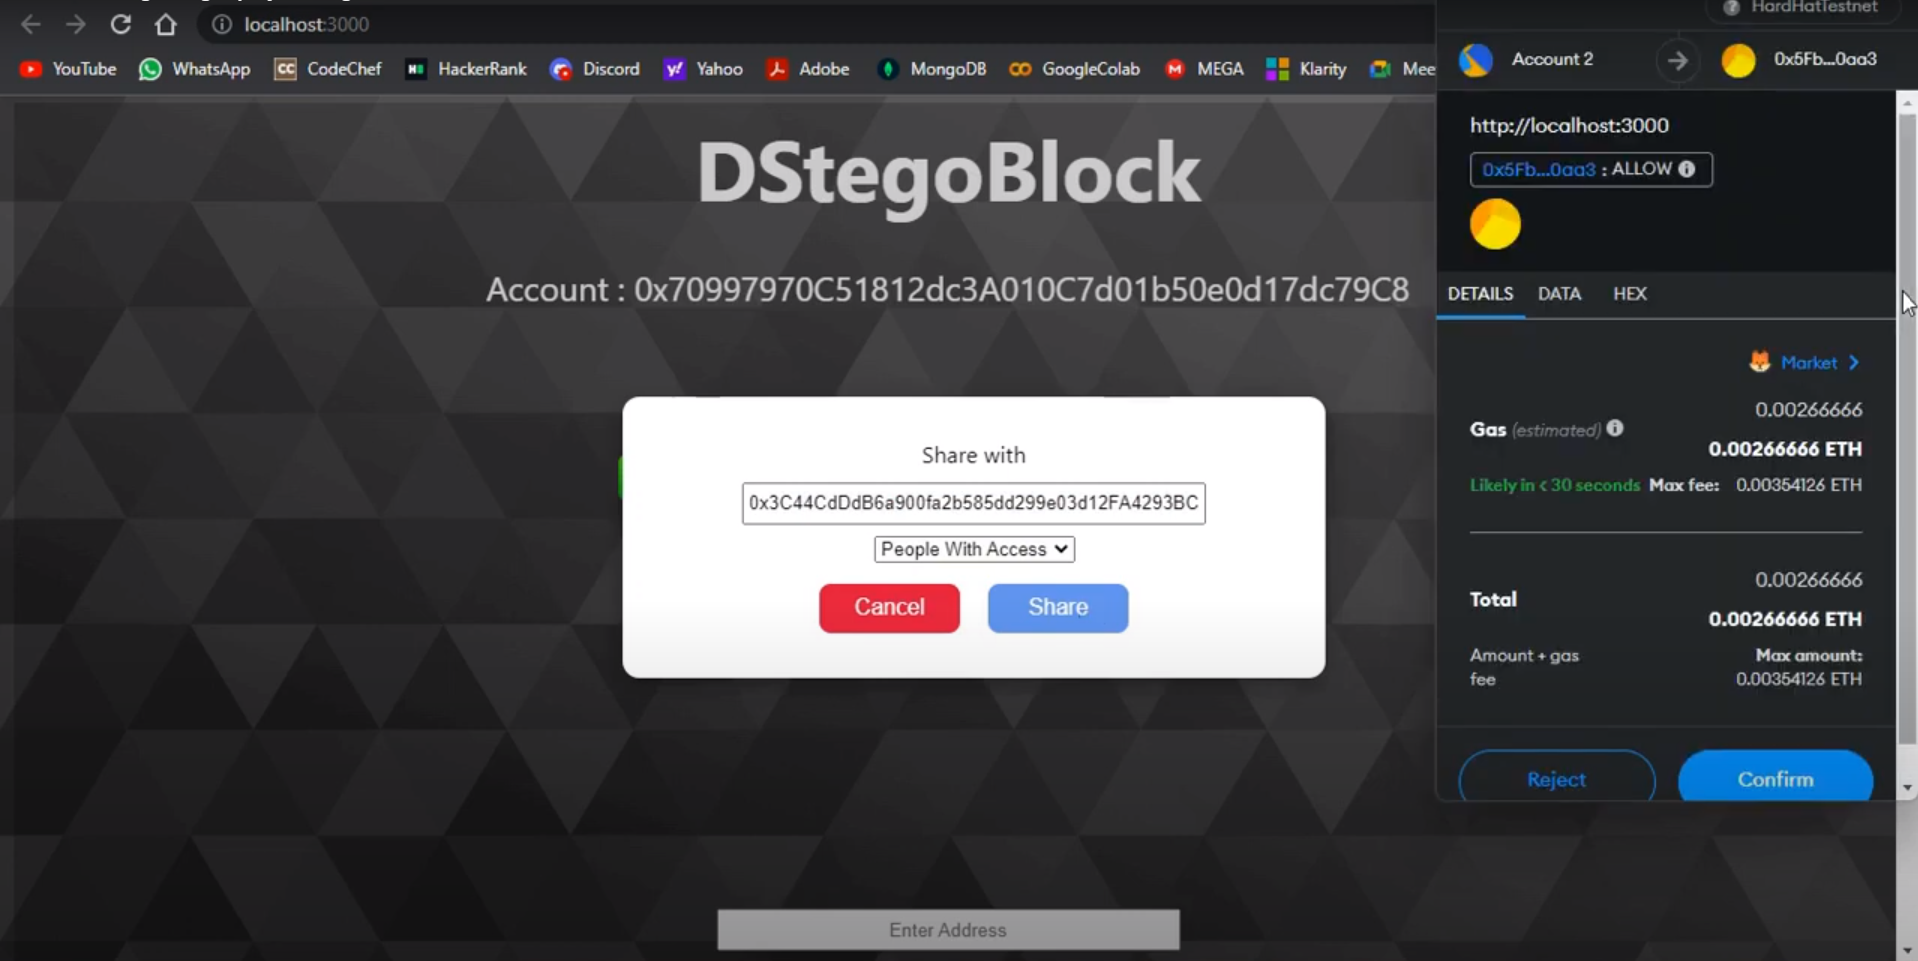 localhost:3000
YouTube WhatsApp CodeChef HackerRank Discord Yahoo Adobe MongoDB GoogleColab MEGA Klarity Mee
DStegoBlock
Account : 0x70997970C51812dc3A010C7d01b50e0d17dc79C8
Share with
0x3C44CdDdB6a900fa2b585dd299e03d12FA4293BC
People With Access
Cancel Share
Enter Address
HardHatTestnet
Account 2 0x5Fb...0aa3
http://localhost:3000
0x5Fb...0aa3 : ALLOW
DETAILS DATA HEX
Market
0.00266666
Gas (estimated)
0.00266666 ETH
Likely in < 30 seconds Max fee: 0.00354126 ETH
0.00266666
Total
0.00266666 ETH
Amount + gas Max amount:
fee 0.00354126 ETH
Reject Confirm